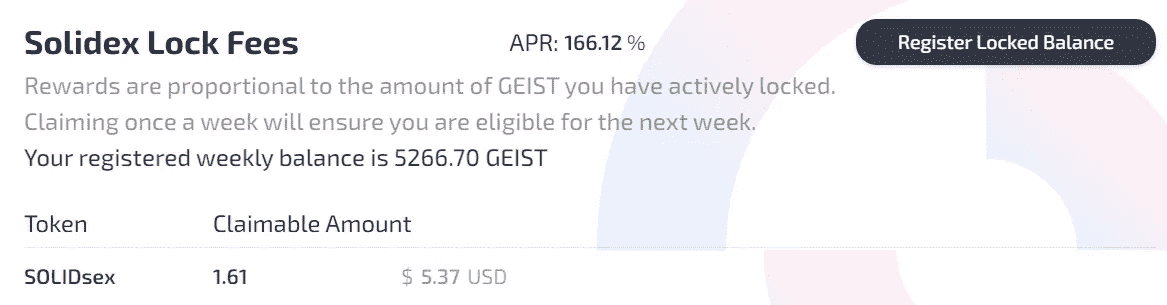 Solidex Lock Fees APR: 166.12 % Register Locked Balance
Rewards are proportional to the amount of GEIST you have actively locked.
Claiming once a week will ensure you are eligible for the next week.
Your registered weekly balance is 5266.70 GEIST
Token Claimable Amount
SOLIDsex 1.61 $ 5.37 USD